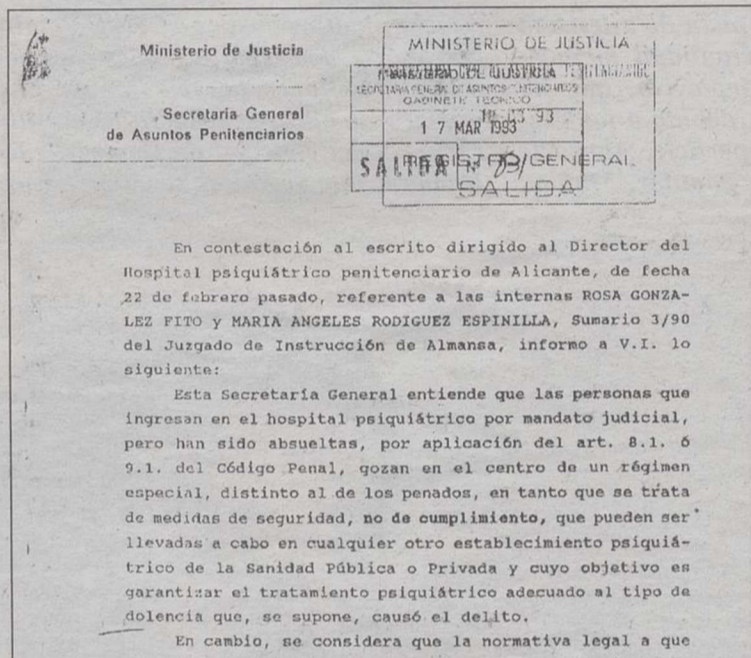 Ministerio de Justicia
Secretaría General
de Asuntos Penitenciarios
MINISTERIO DE JUSTICIA
GABINETE TECNICO
17 MAR 1993
SALIDA
REGISTRO GENERAL
SALIDA
En contestación al escrito dirigido al Director del
Hospital psiquiátrico penitenciario de Alicante, de fecha
22 de febrero pasado, referente a las internas ROSA GONZA-
LEZ FITO y MARIA ANGELES RODIGUEZ ESPINILLA, Sumario 3/90
del Juzgado de Instrucción de Almansa, informo a V.I. lo
siguiente:
Esta Secretaría General entiende que las personas que
ingresan en el hospital psiquiátrico por mandato judicial,
pero han sido absueltas, por aplicación del art. 8.1. ó
9.1. del Código Penal, gozan en el centro de un régimen
especial, distinto al de los penados, en tanto que se trata
de medidas de seguridad, no de cumplimiento, que pueden ser
llevadas a cabo en cualquier otro establecimiento psiquiá-
trico de la Sanidad Pública o Privada y cuyo objetivo es
garantizar el tratamiento psiquiátrico adecuado al tipo de
dolencia que, se supone, causó el delito.
En cambio, se considera que la normativa legal a que